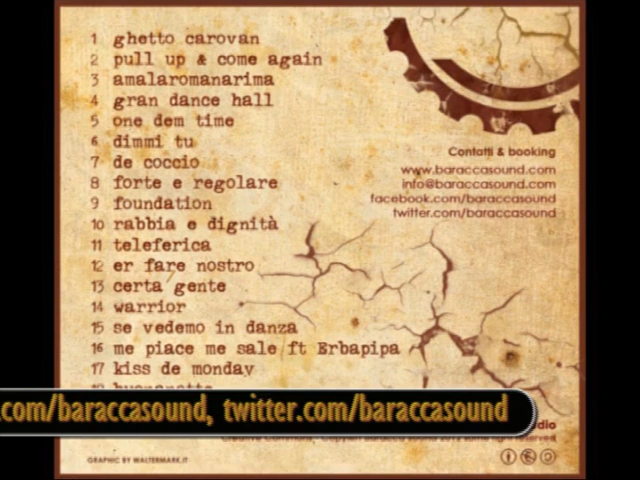 1 ghetto carovan
2 pull up & come again
3 amalaromanarima
4 gran dance hall
5 one dem time
6 dimmi tu
7 de coccio
8 forte e regolare
9 foundation
10 rabbia e dignità
11 teleferica
12 er fare nostro
13 certa gente
14 warrior
15 se vedemo in danza
16 me piace me sale ft Erbapipa
17 kiss de monday
Contatti & booking
www.baraccasound.com
info@baraccasound.com
facebook.com/baraccasound
twitter.com/baraccasound
.com/baraccasound, twitter.com/baraccasound
GRAPHIC BY WALTERMARK.IT